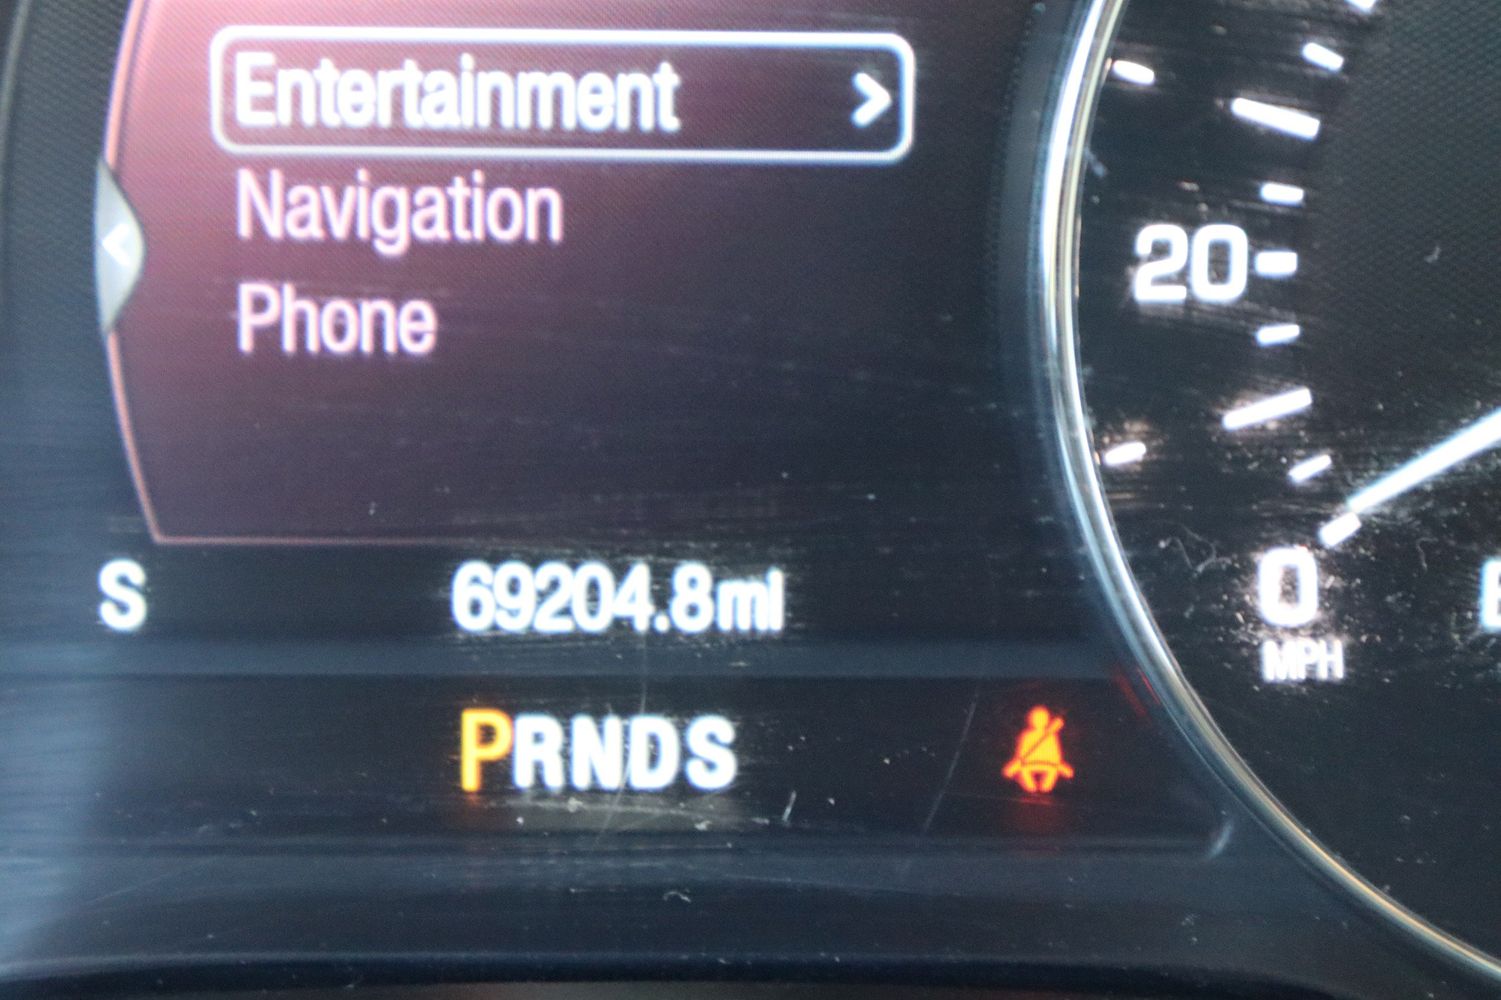 Entertainment >
Navigation
Phone
20
0
MPH
S 69204.8mi
PRNDS